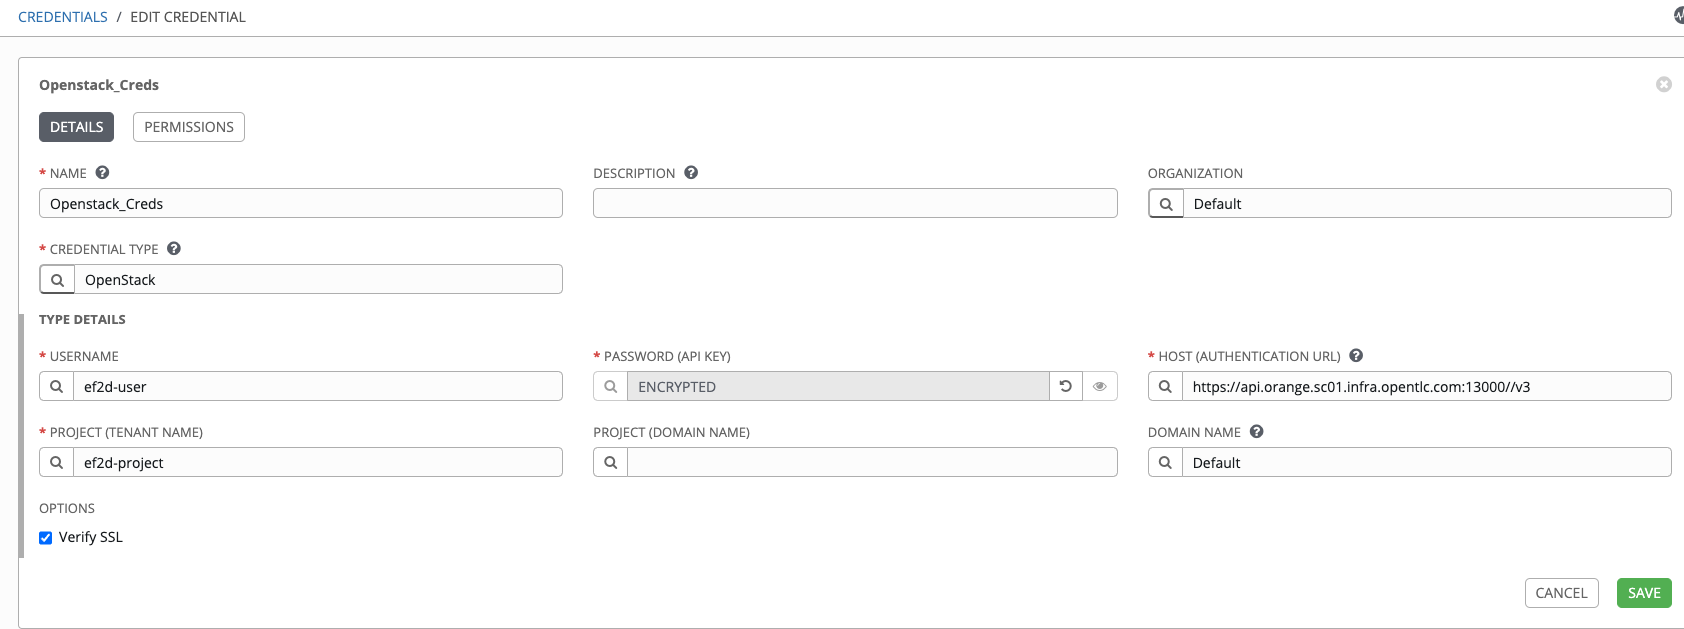 CREDENTIALS / EDIT CREDENTIAL
Openstack_Creds
DETAILS PERMISSIONS
* NAME ? DESCRIPTION ? ORGANIZATION
Openstack_Creds Default
* CREDENTIAL TYPE ?
OpenStack
TYPE DETAILS
* USERNAME * PASSWORD (API KEY) * HOST (AUTHENTICATION URL) ?
ef2d-user ENCRYPTED https://api.orange.sc01.infra.opentlc.com:13000//v3
* PROJECT (TENANT NAME) PROJECT (DOMAIN NAME) DOMAIN NAME ?
ef2d-project Default
OPTIONS
Verify SSL
CANCEL SAVE